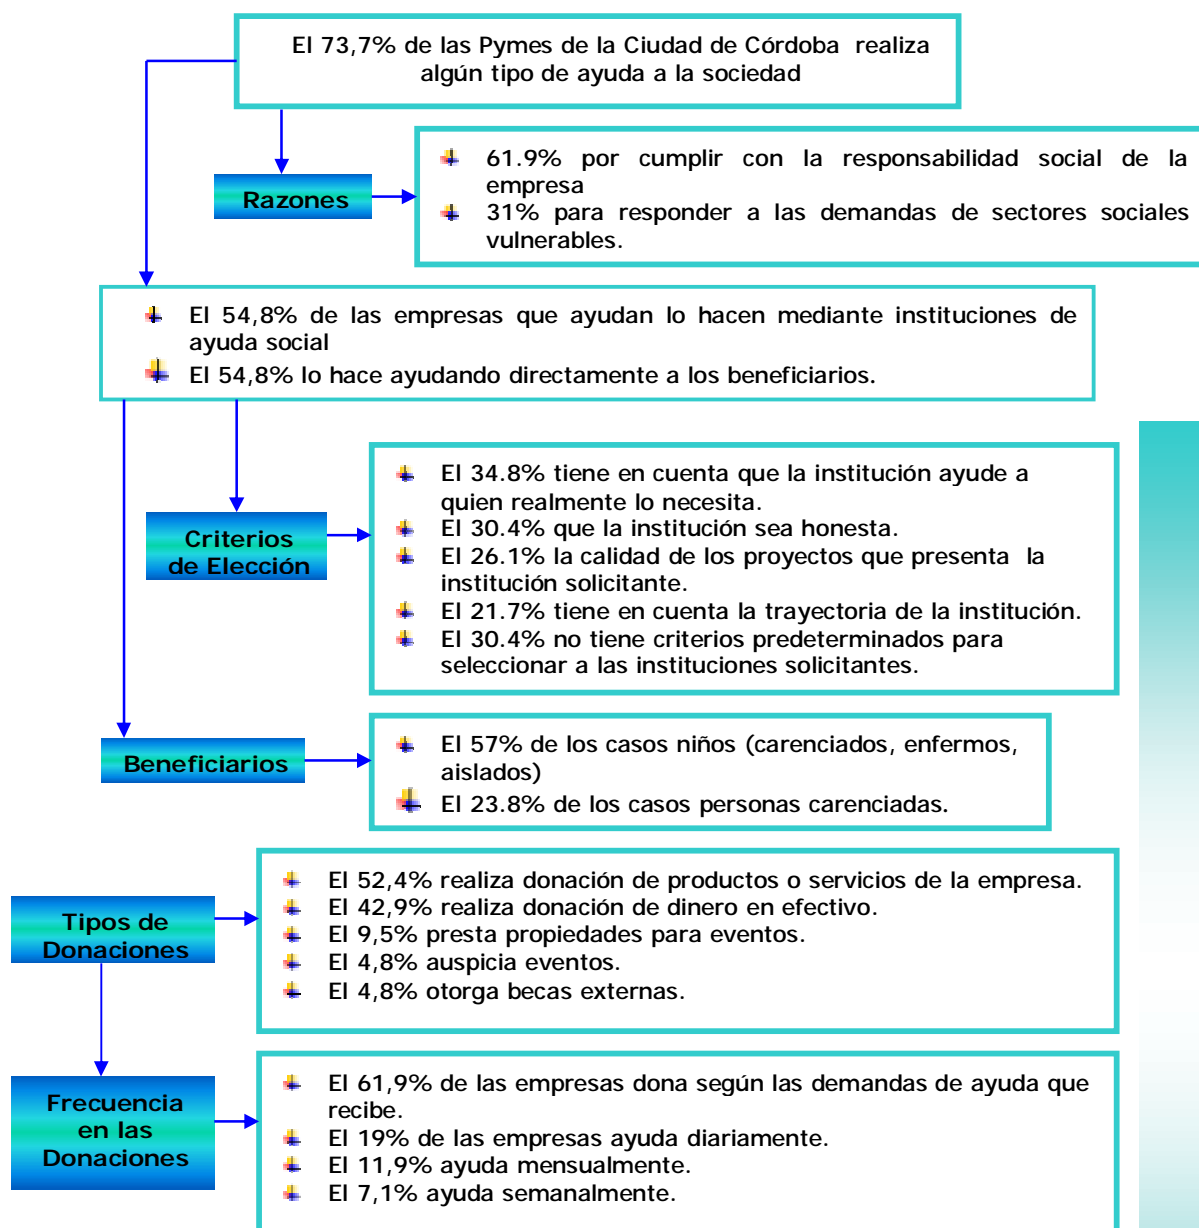 El 73,7% de las Pymes de la Ciudad de Córdoba realiza
algún tipo de ayuda a la sociedad
Razones
61.9% por cumplir con la responsabilidad social de la
empresa
31% para responder a las demandas de sectores sociales
vulnerables.
El 54,8% de las empresas que ayudan lo hacen mediante instituciones de
ayuda social
El 54,8% lo hace ayudando directamente a los beneficiarios.
Criterios
de Elección
El 34.8% tiene en cuenta que la institución ayude a
quien realmente lo necesita.
El 30.4% que la institución sea honesta.
El 26.1% la calidad de los proyectos que presenta la
institución solicitante.
El 21.7% tiene en cuenta la trayectoria de la institución.
El 30.4% no tiene criterios predeterminados para
seleccionar a las instituciones solicitantes.
Beneficiarios
El 57% de los casos niños (carenciados, enfermos,
aislados)
El 23.8% de los casos personas carenciadas.
Tipos de
Donaciones
El 52,4% realiza donación de productos o servicios de la empresa.
El 42,9% realiza donación de dinero en efectivo.
El 9,5% presta propiedades para eventos.
El 4,8% auspicia eventos.
El 4,8% otorga becas externas.
Frecuencia
en las
Donaciones
El 61,9% de las empresas dona según las demandas de ayuda que
recibe.
El 19% de las empresas ayuda diariamente.
El 11,9% ayuda mensualmente.
El 7,1% ayuda semanalmente.